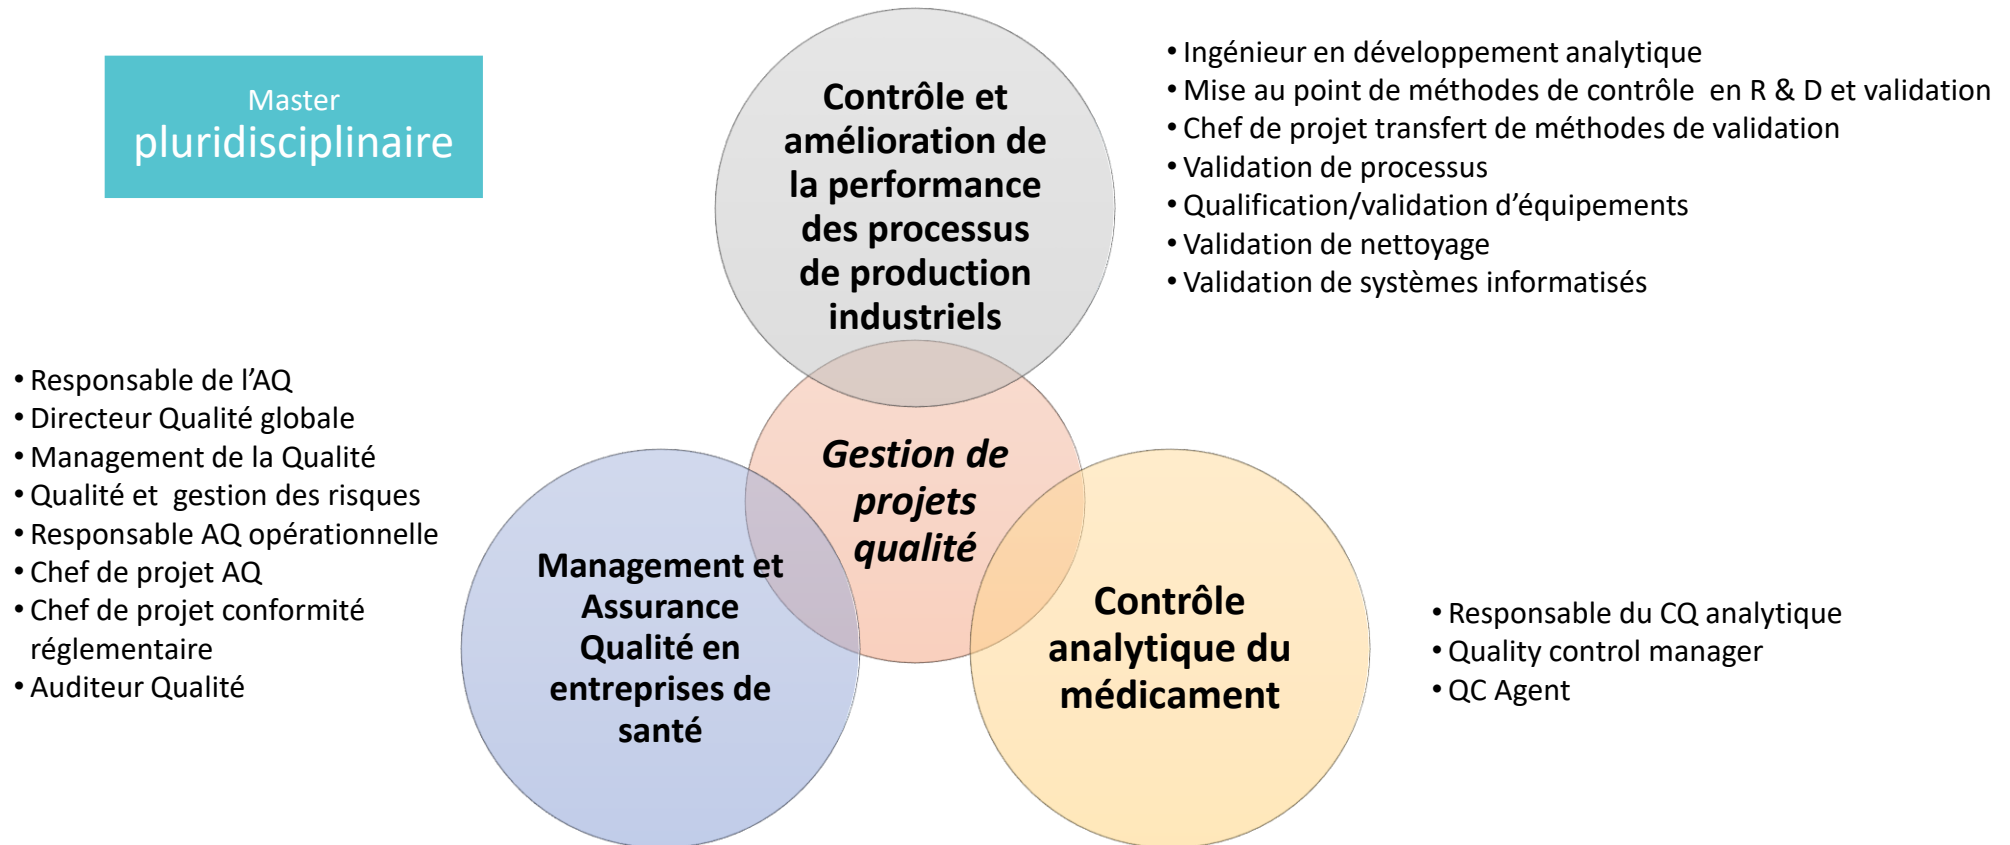 Master
pluridisciplinaire
Contrôle et
amélioration de
la performance
des processus
de production
industriels
• Ingénieur en développement analytique
• Mise au point de méthodes de contrôle en R & D et validation
• Chef de projet transfert de méthodes de validation
• Validation de processus
• Qualification/validation d’équipements
• Validation de nettoyage
• Validation de systèmes informatisés
• Responsable de l’AQ
• Directeur Qualité globale
• Management de la Qualité
• Qualité et gestion des risques
• Responsable AQ opérationnelle
• Chef de projet AQ
• Chef de projet conformité
réglementaire
• Auditeur Qualité
Gestion de
projets
qualité
Management et
Assurance
Qualité en
entreprises de
santé
Contrôle
analytique du
médicament
• Responsable du CQ analytique
• Quality control manager
• QC Agent